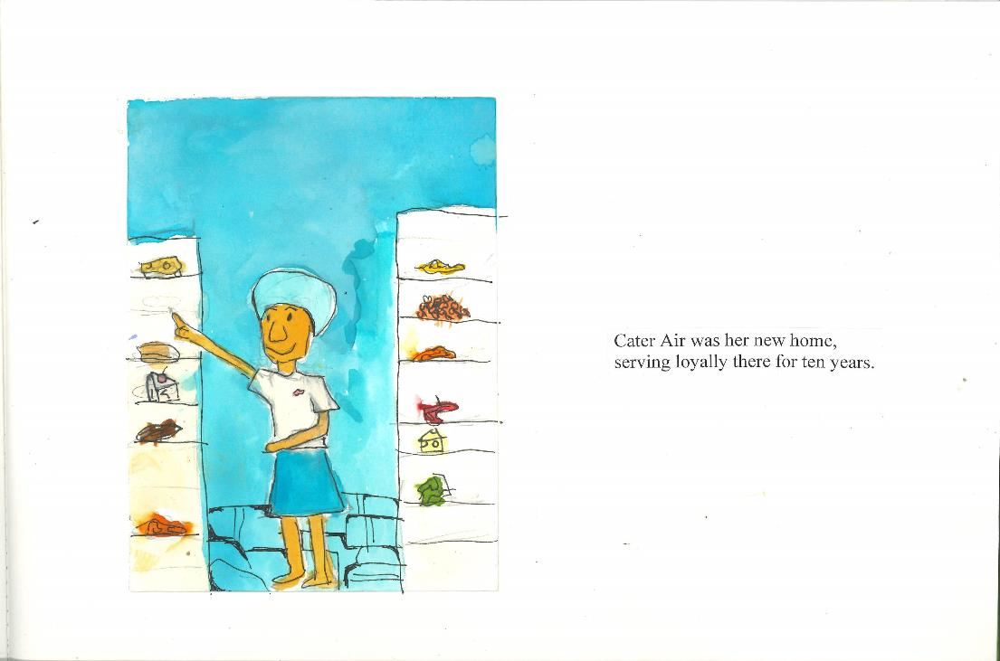 Cater Air was her new home,
serving loyally there for ten years.